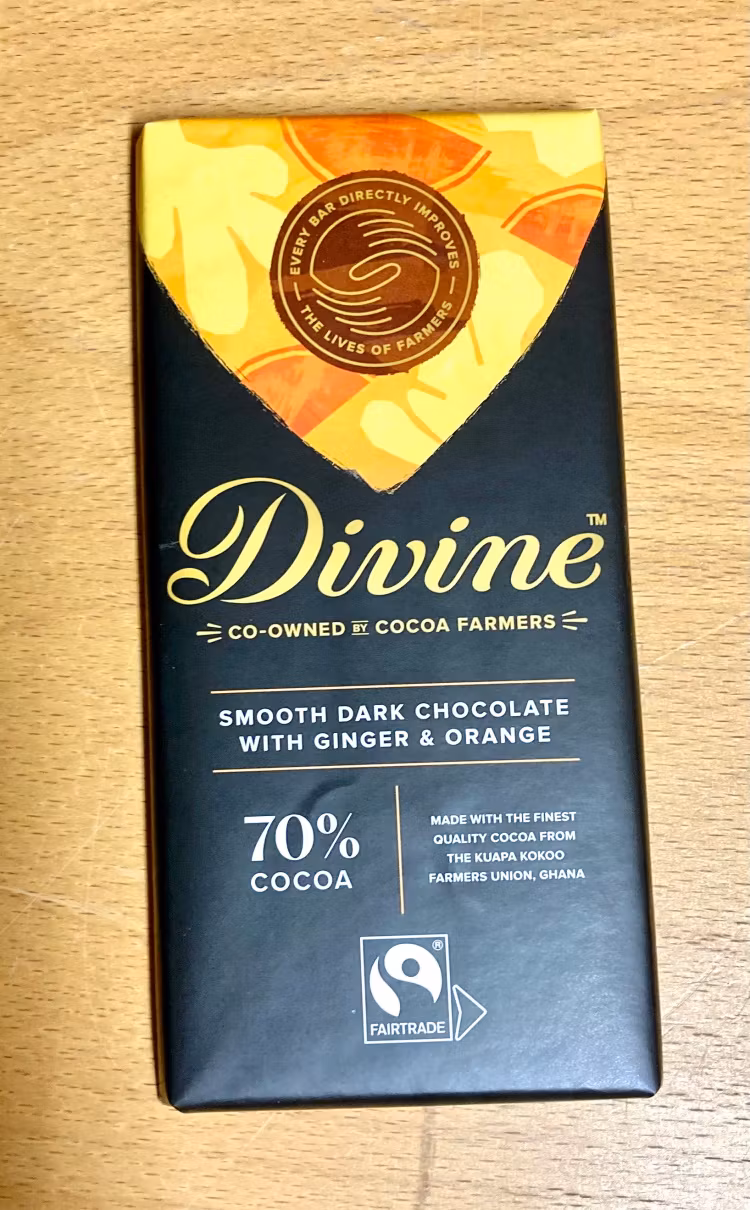 EVERY BAR DIRECTLY IMPROVES
THE LIVES OF FARMERS
Divine™
CO-OWNED BY COCOA FARMERS
SMOOTH DARK CHOCOLATE
WITH GINGER & ORANGE
70%
COCOA
MADE WITH THE FINEST
QUALITY COCOA FROM
THE KUAPA KOKOO
FARMERS UNION, GHANA
®
FAIRTRADE